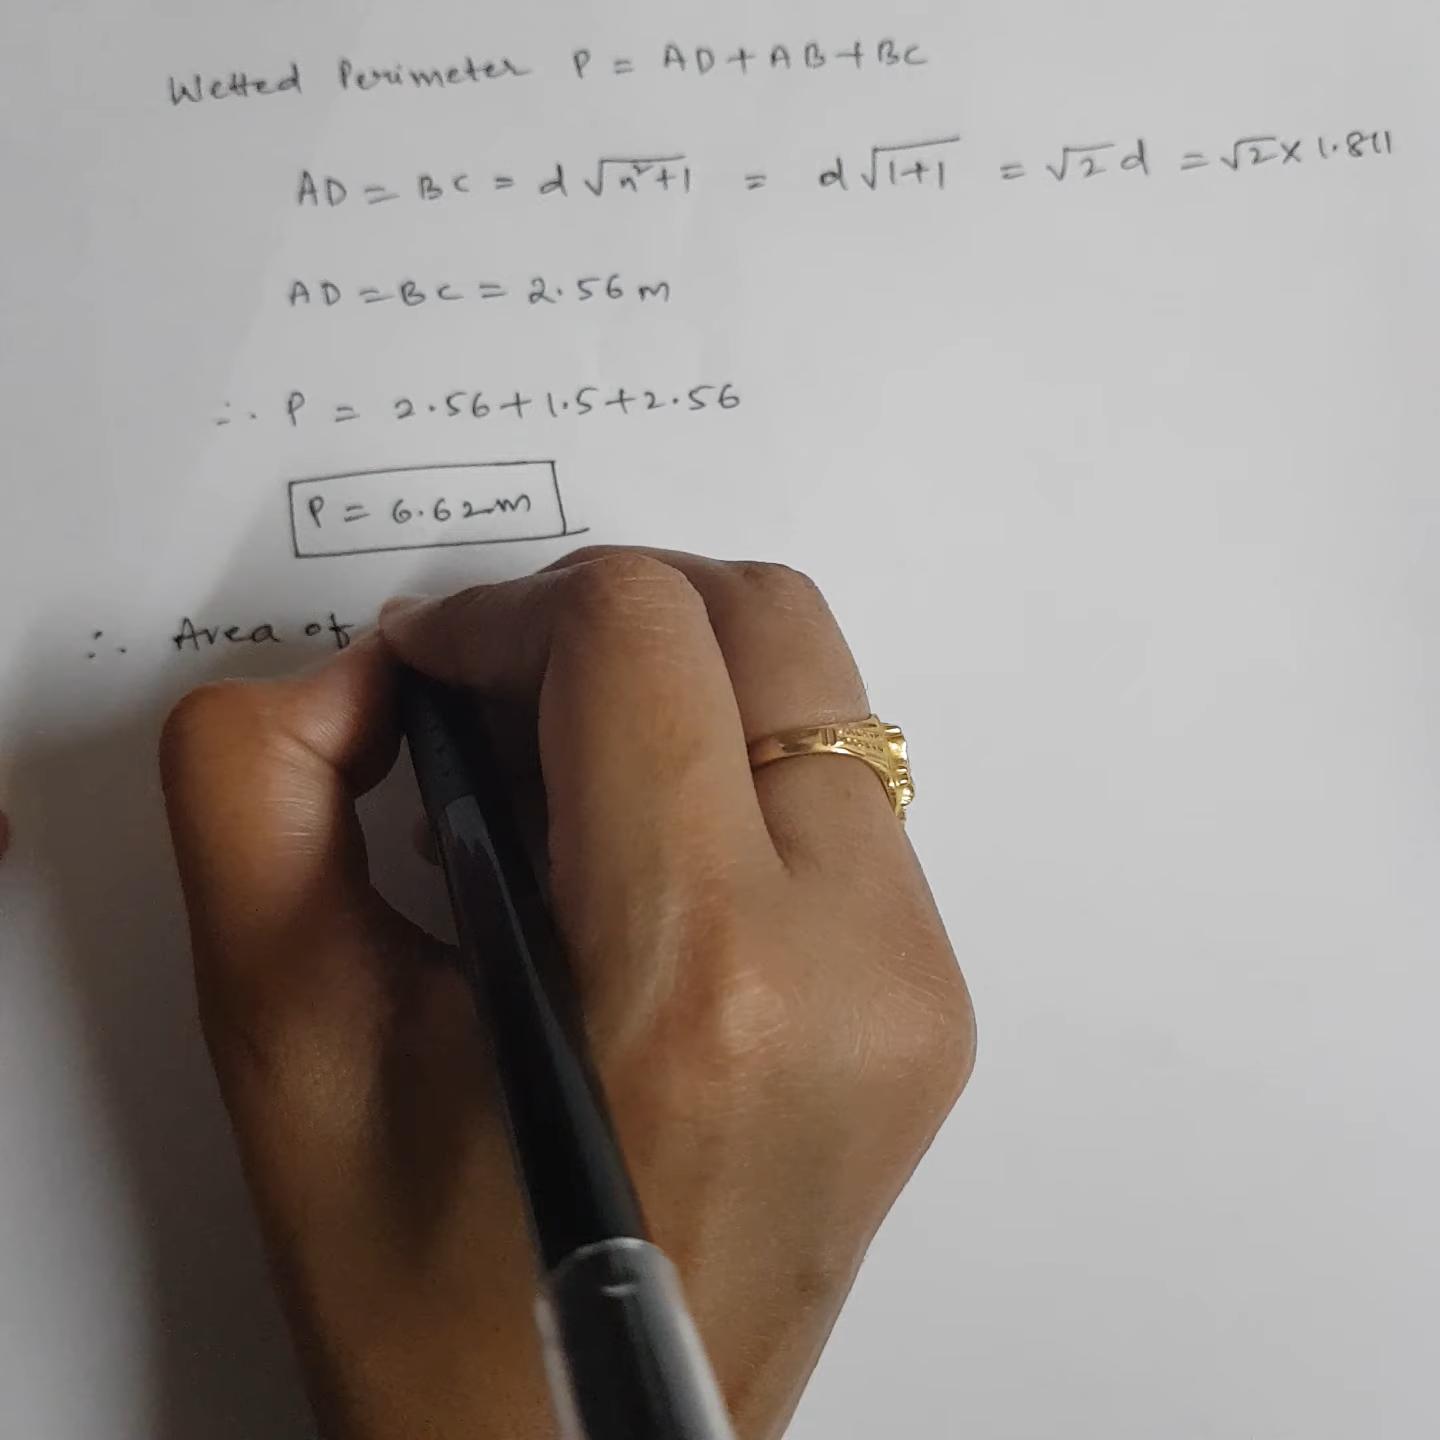 Wetted Perimeter P = AD + AB + BC
AD = BC = d √n²+1 = d √1+1 = √2 d = √2 × 1.811
AD = BC = 2.56 m
∴ P = 2.56 + 1.5 + 2.56
P = 6.62 m
∴ Area of